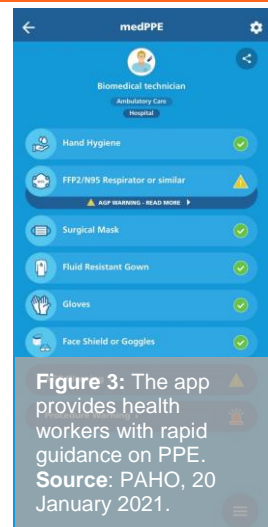 medPPE
Biomedical technician
Ambulatory Care
Hospital
Hand Hygiene
FFP2/N95 Respirator or similar
AGP WARNING - READ MORE
Surgical Mask
Fluid Resistant Gown
Gloves
Face Shield or Goggles
Figure 3: The app
provides health
workers with rapid
guidance on PPE.
Source: PAHO, 20
January 2021.